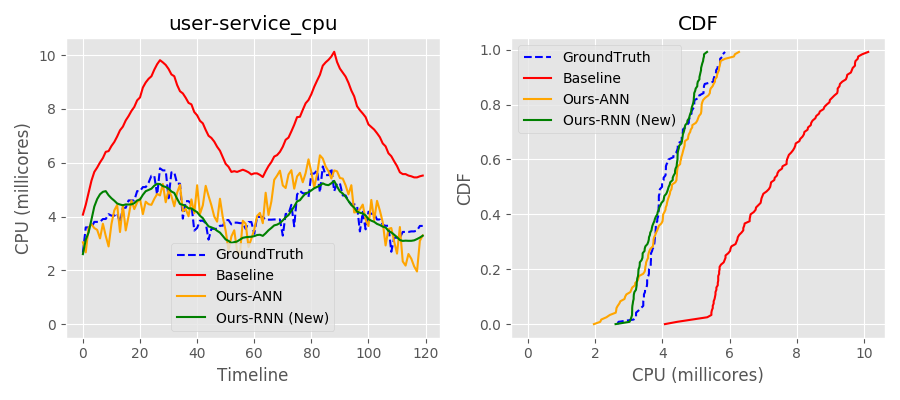 user-service_cpu
CPU (millicores)
10
8
6
4
2
0
GroundTruth
Baseline
Ours-ANN
Ours-RNN (New)
0 20 40 60 80 100 120
Timeline
CDF
CDF
1.0
0.8
0.6
0.4
0.2
0.0
GroundTruth
Baseline
Ours-ANN
Ours-RNN (New)
0 2 4 6 8 10
CPU (millicores)